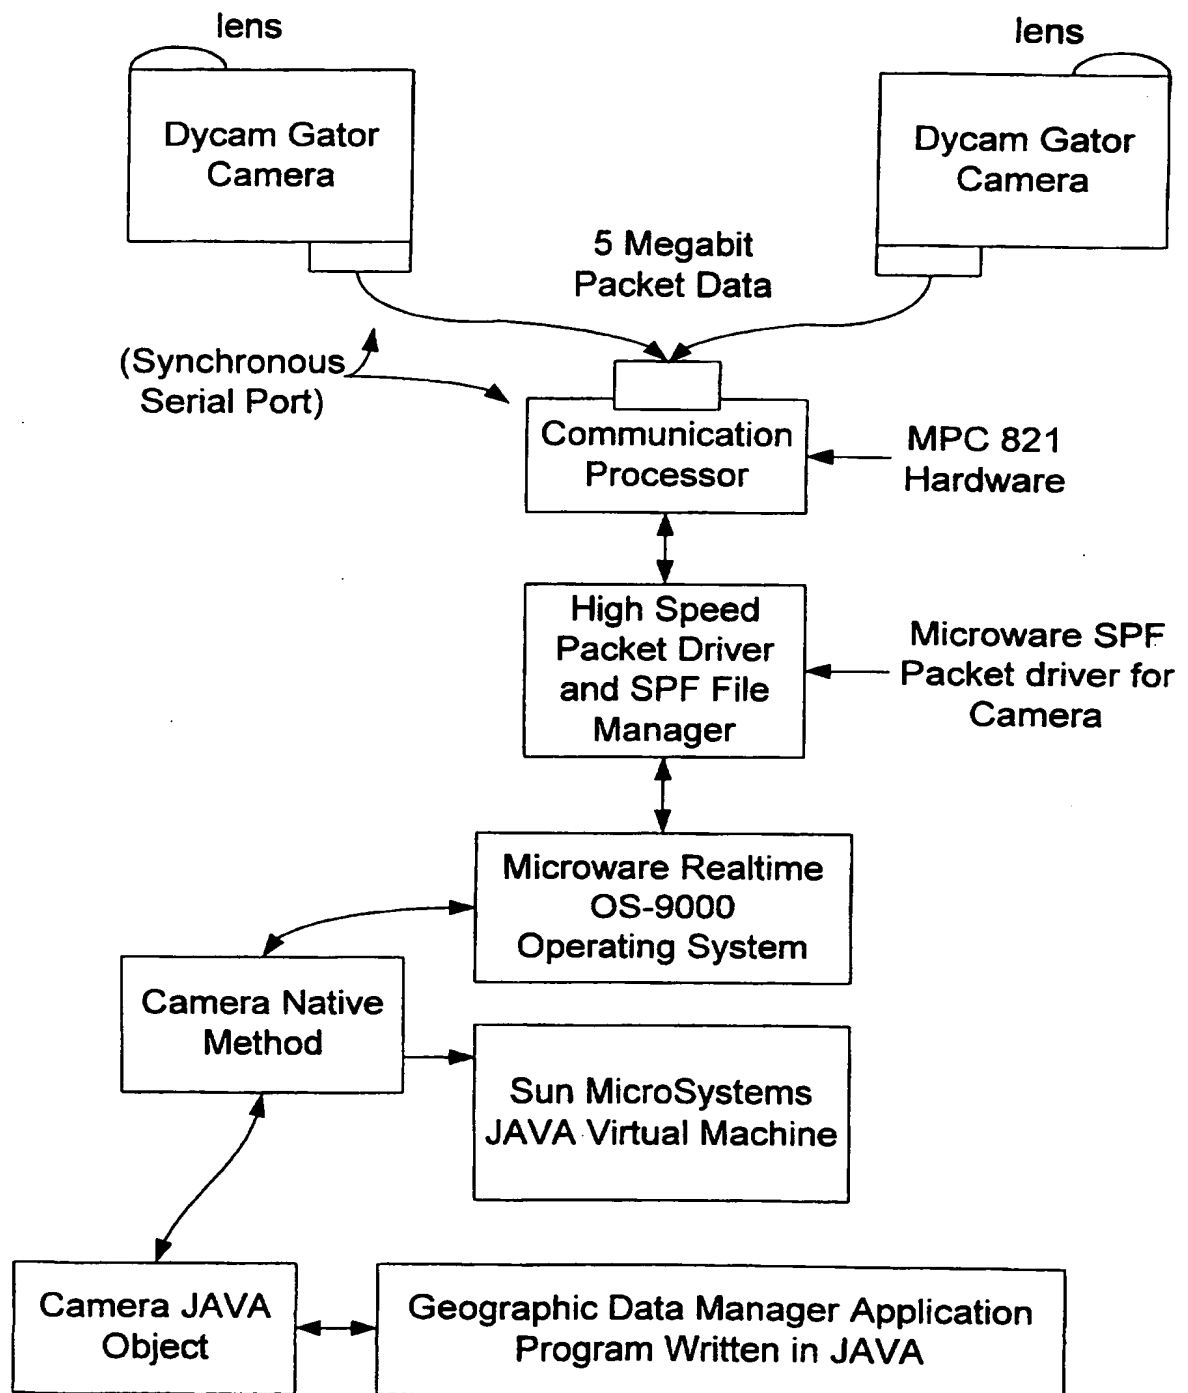 lens
lens
Dycam Gator
Camera
Dycam Gator
Camera
5 Megabit
Packet Data
(Synchronous
Serial Port)
Communication
Processor
MPC 821
Hardware
High Speed
Packet Driver
and SPF File
Manager
Microware SPF
Packet driver for
Camera
Microware Realtime
OS-9000
Operating System
Camera Native
Method
Sun MicroSystems
JAVA Virtual Machine
Camera JAVA
Object
Geographic Data Manager Application
Program Written in JAVA